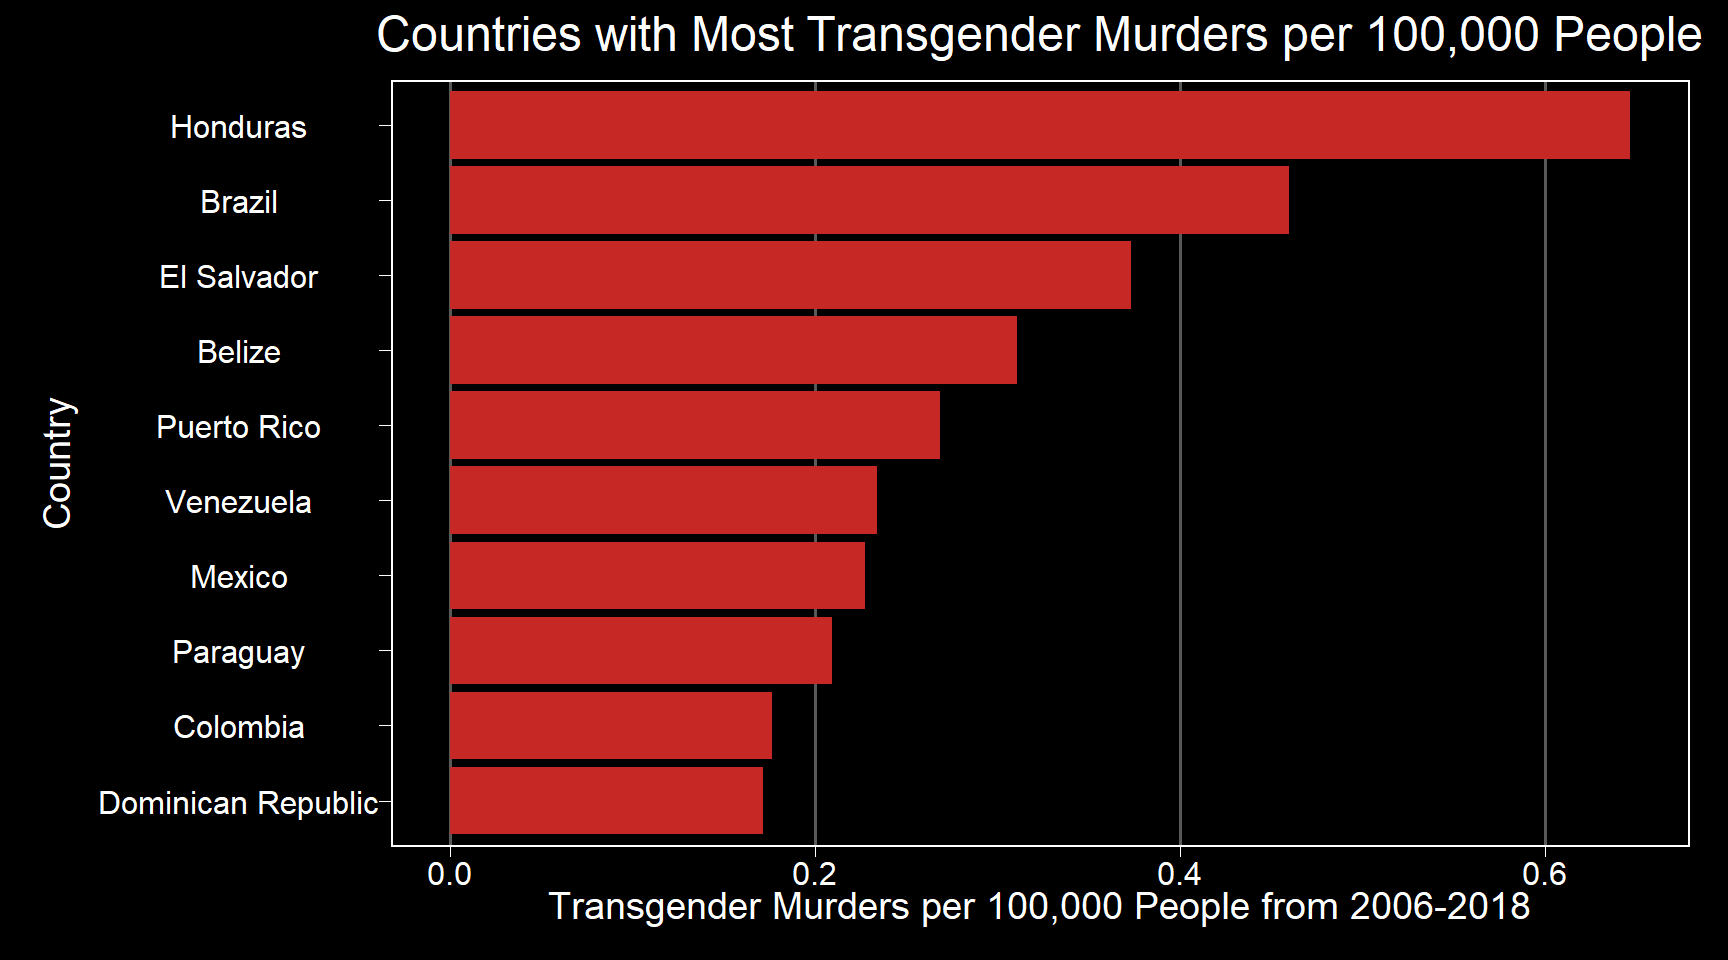 Countries with Most Transgender Murders per 100,000 People
Country
Honduras
Brazil
El Salvador
Belize
Puerto Rico
Venezuela
Mexico
Paraguay
Colombia
Dominican Republic
0.0 0.2 0.4 0.6
Transgender Murders per 100,000 People from 2006-2018